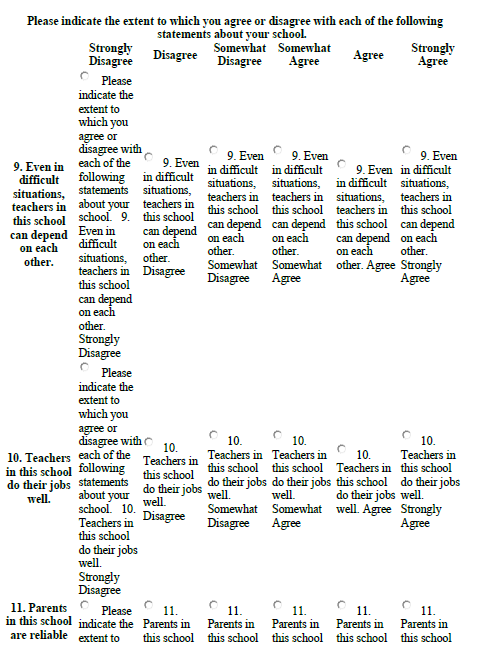 Please indicate the extent to which you agree or disagree with each of the following
statements about your school.
Strongly Disagree
Disagree
Somewhat Disagree
Somewhat Agree
Agree
Strongly Agree
9. Even in
difficult
situations,
teachers in
this school
can depend
on each
other.
Please
indicate the
extent to
which you
agree or
disagree with
each of the
following
statements
about your
school. 9.
Even in
difficult
situations,
teachers in
this school
can depend
on each
other.
Strongly
Disagree
9. Even
in difficult
situations,
teachers in
this school
can depend
on each
other.
Disagree
9. Even
in difficult
situations,
teachers in
this school
can depend
on each
other.
Somewhat
Disagree
9. Even
in difficult
situations,
teachers in
this school
can depend
on each
other.
Somewhat
Agree
9. Even
in difficult
situations,
teachers in
this school
can depend
on each
other. Agree
9. Even
in difficult
situations,
teachers in
this school
can depend
on each
other.
Strongly
Agree
10. Teachers
in this school
do their jobs
well.
Please
indicate the
extent to
which you
agree or
disagree with
each of the
following
statements
about your
school. 10.
Teachers in
this school
do their jobs
well.
Strongly
Disagree
10.
Teachers in
this school
do their jobs
well.
Disagree
10.
Teachers in
this school
do their jobs
well.
Somewhat
Disagree
10.
Teachers in
this school
do their jobs
well.
Somewhat
Agree
10.
Teachers in
this school
do their jobs
well. Agree
10.
Teachers in
this school
do their jobs
well.
Strongly
Agree
11. Parents
in this school
are reliable
Please
indicate the
extent to
11.
Parents in
this school
11.
Parents in
this school
11.
Parents in
this school
11.
Parents in
this school
11.
Parents in
this school